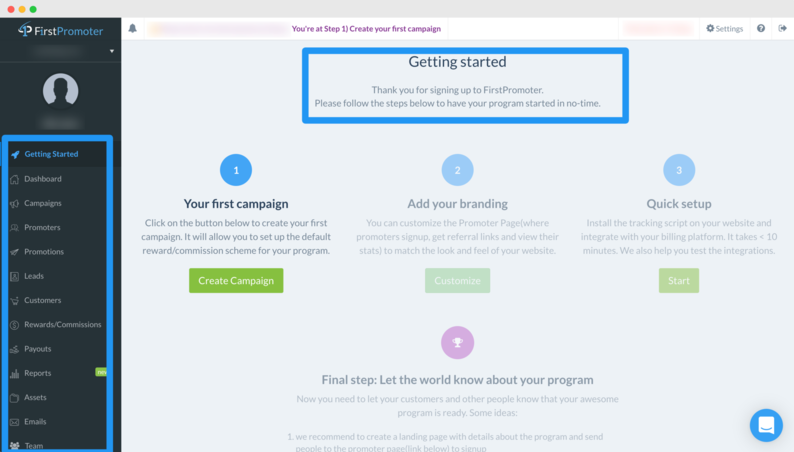 FirstPromoter
You're at Step 1) Create your first campaign
Settings
Getting Started
Dashboard
Campaigns
Promoters
Promotions
Leads
Customers
Rewards/Commissions
Payouts
Reports
Assets
Emails
Team
Getting started
Thank you for signing up to FirstPromoter.
Please follow the steps below to have your program started in no-time.
1
Your first campaign
Click on the button below to create your first
campaign. It will allow you to set up the default
reward/commission scheme for your program.
Create Campaign
2
Add your branding
You can customize the Promoter Page(where
promoters signup, get referral links and view their
stats) to match the look and feel of your website.
Customize
3
Quick setup
Install the tracking script on your website and
integrate with your billing platform. It takes < 10
minutes. We also help you test the integrations.
Start
Final step: Let the world know about your program
Now you need to let your customers and other people know that your awesome
program is ready. Some ideas:
1. we recommend to create a landing page with details about the program and send
people to the promoter page(link below) to signup